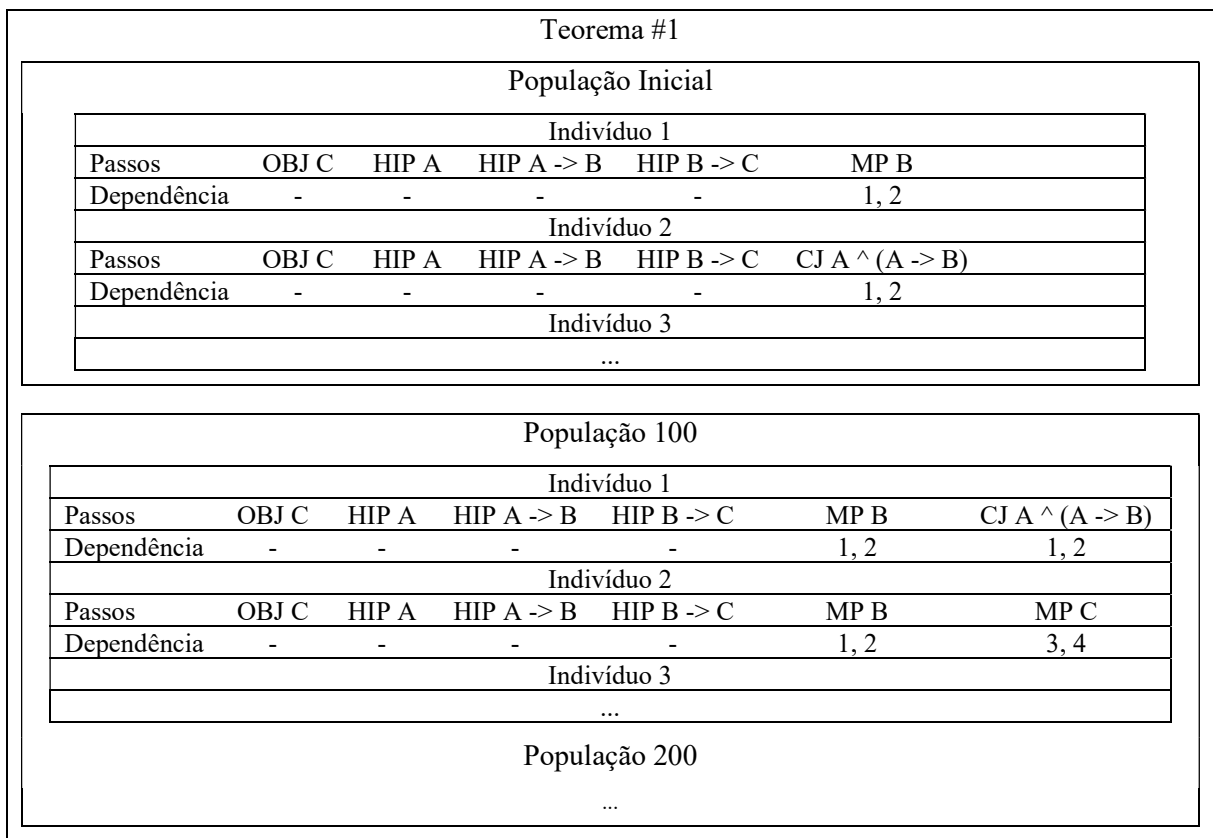 Teorema #1
População Inicial
Indivíduo 1
Passos OBJ C HIP A HIP A -> B HIP B -> C MP B
Dependência - - - - 1, 2
Indivíduo 2
Passos OBJ C HIP A HIP A -> B HIP B -> C CJ A ^ (A -> B)
Dependência - - - - 1, 2
Indivíduo 3
...
População 100
Indivíduo 1
Passos OBJ C HIP A HIP A -> B HIP B -> C MP B CJ A ^ (A -> B)
Dependência - - - - 1, 2 1, 2
Indivíduo 2
Passos OBJ C HIP A HIP A -> B HIP B -> C MP B MP C
Dependência - - - - 1, 2 3, 4
Indivíduo 3
...
População 200
...